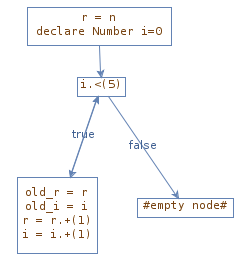 r = n
declare Number i=0
i.<(5)
true
false
old_r = r
old_i = i
r = r.+(1)
i = i.+(1)
#empty node#